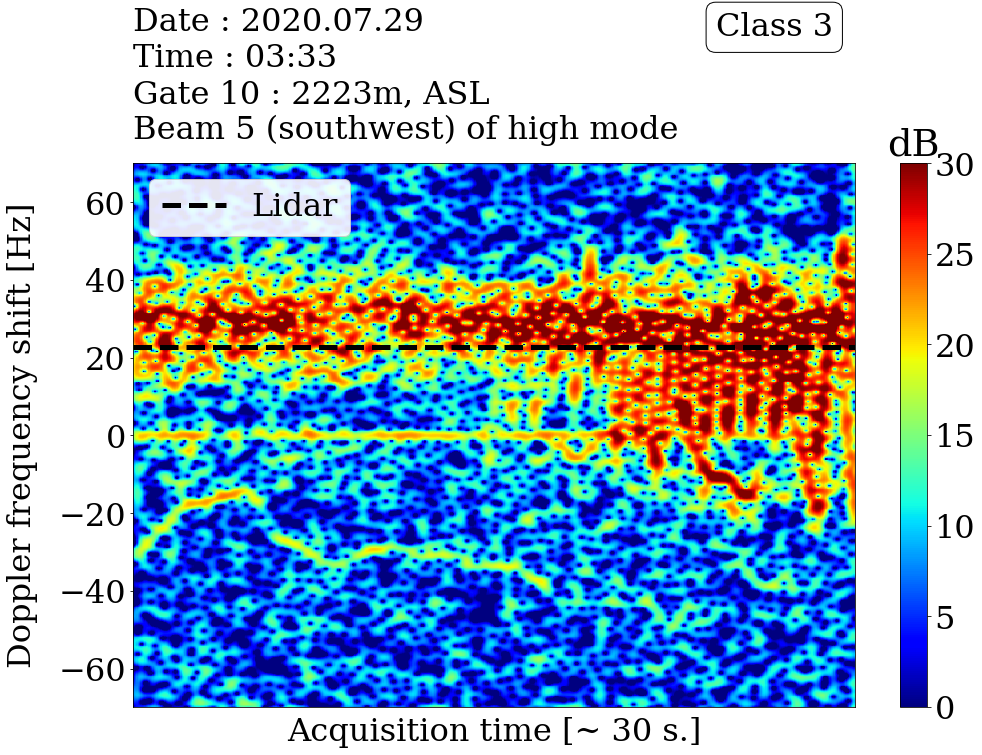 Date : 2020.07.29
Time : 03:33
Gate 10 : 2223m, ASL
Beam 5 (southwest) of high mode
Class 3
dB
Lidar
Doppler frequency shift [Hz]
60
40
20
0
−20
−40
−60
30
25
20
15
10
5
0
Acquisition time [~ 30 s.]